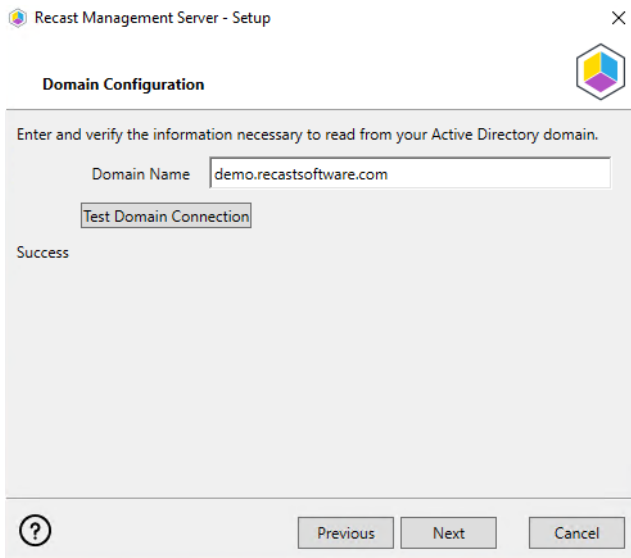 Recast Management Server - Setup
Domain Configuration
Enter and verify the information necessary to read from your Active Directory domain.
Domain Name demo.recastsoftware.com
Test Domain Connection
Success
? Previous Next Cancel